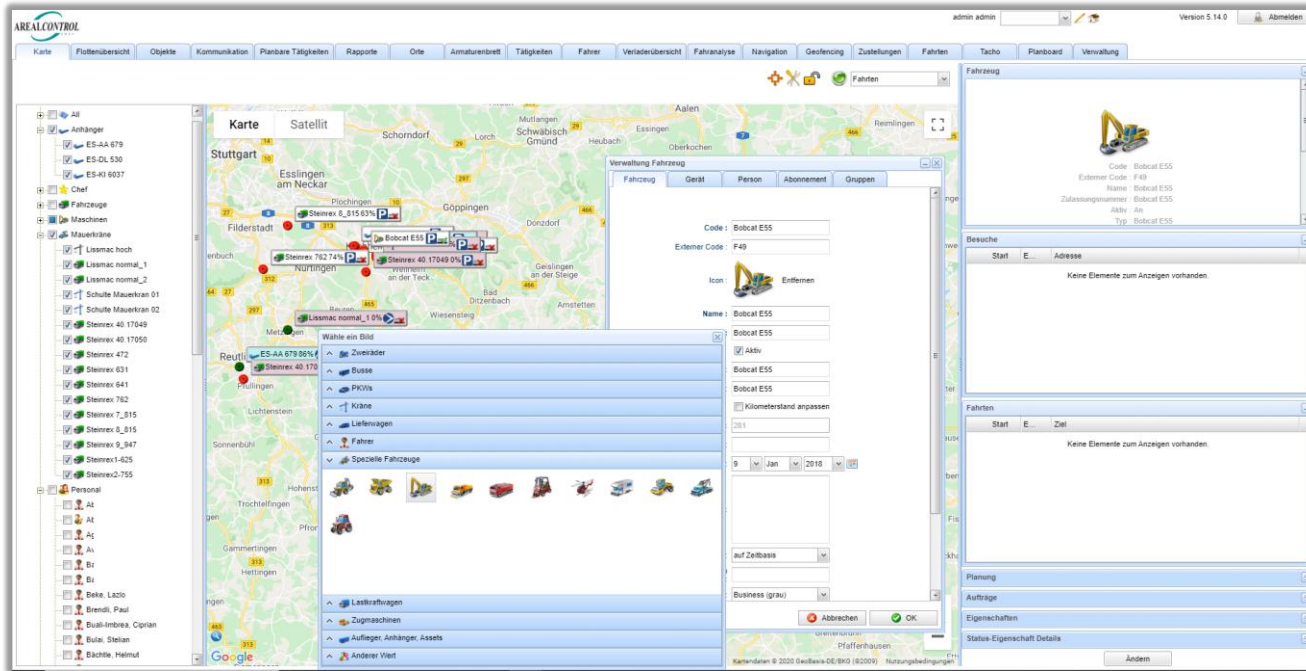 AREALCONTROL
admin admin
Version 5.14.0
Abmelden
Karte Flottenübersicht Objekte Kommunikation Planbare Tätigkeiten Rapporte Orte Armaturenbrett Tätigkeiten Fahrer Verladerübersicht Fahranalyse Navigation Geofencing Zustellungen Fahrten Tacho Planboard Verwaltung
Fahrten
All
Anhänger
ES-AA 679
ES-DL 530
ES-KI 6037
Chef
Fahrzeuge
Maschinen
Mauerkräne
Lissmac hoch
Lissmac normal_1
Lissmac normal_2
Schulte Mauerkran 01
Schulte Mauerkran 02
Steinrex 40.17049
Steinrex 40.17050
Steinrex 472
Steinrex 631
Steinrex 641
Steinrex 762
Steinrex 7_815
Steinrex 8_815
Steinrex 9_947
Steinrex1-625
Steinrex2-755
Personal
Beke, Lazlo
Brendli, Paul
Buali-Imbrea, Ciprian
Bulai, Stelian
Bächtle, Helmut
Karte Satellit
Stuttgart
Esslingen
am Neckar
Schorndorf
Lorch
Mutlangen
Schwäbisch
Gmünd
Heubach
Essingen
Aalen
Oberkochen
Reimlingen
Plochingen
Göppingen
Donzdorf
Filderstadt
Steinrex 8_815 63%
Bobcat E55
Steinrex 762 74%
Steinrex 40.17049 0%
Nürtingen
an der Teck
Geislingen
an der Steige
Bad
Ditzenbach
Amstetten
Wiesensteig
Lissmac normal_1 0%
ES-AA 679 86%
Pfullingen
Lichtenstein
Sonnenbühl
Trochtelfingen
Gammertingen
Hettingen
Pfaffenhausen
Google
Kartendaten © 2020 GeoBasis-DE/BKG (©2009) Nutzungsbedingungen
Verwaltung Fahrzeug
Fahrzeug Gerät Person Abonnement Gruppen
Code : Bobcat E55
Externer Code : F49
Icon : Entfernen
Name : Bobcat E55
Bobcat E55
Aktiv
Bobcat E55
Bobcat E55
Kilometerstand anpassen
281
9 Jan 2018
auf Zeitbasis
Business (grau)
Abbrechen OK
Wähle ein Bild
Zweiräder
Busse
PKWs
Kräne
Lieferwagen
Fahrer
Spezielle Fahrzeuge
Lastkraftwagen
Zugmaschinen
Auflieger, Anhänger, Assets
Anderer Wert
Fahrzeug
Code : Bobcat E55
Externer Code : F49
Name : Bobcat E55
Zulassungsnummer : Bobcat E55
Aktiv : An
Typ : Bobcat E55
Besuche
Start E... Adresse
Keine Elemente zum Anzeigen vorhanden.
Fahrten
Start E... Ziel
Keine Elemente zum Anzeigen vorhanden.
Planung
Aufträge
Eigenschaften
Status-Eigenschaft Details
Ändern